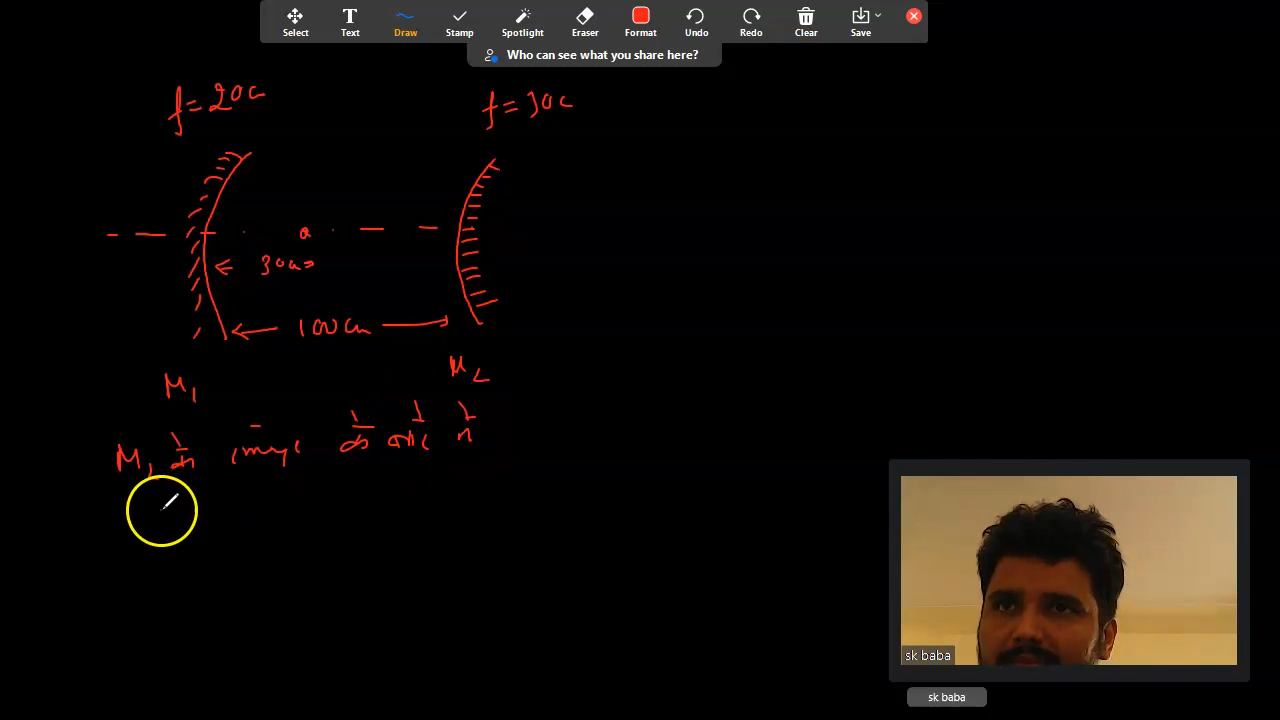 Select Text Draw Stamp Spotlight Eraser Format Undo Redo Clear Save
Who can see what you share here?
f=20c
f=30c
30cm
100cm
M1
M2
M1
sk baba
sk baba